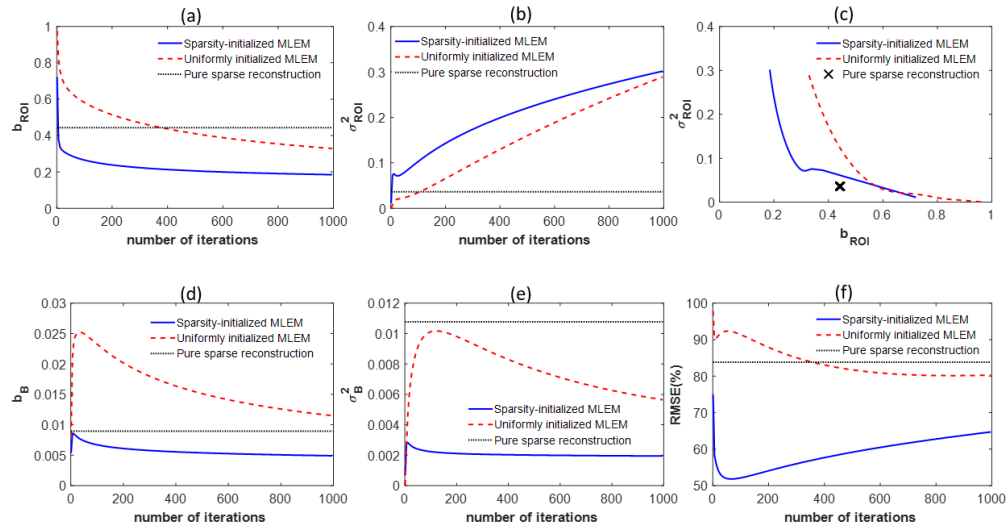 (a)
1
0.8
0.6
0.4
0.2
0
b_ROI
Sparsity-initialized MLEM
Uniformly initialized MLEM
Pure sparse reconstruction
0 200 400 600 800 1000
number of iterations
(b)
0.4
0.3
0.2
0.1
0
σ²_ROI
Sparsity-initialized MLEM
Uniformly initialized MLEM
Pure sparse reconstruction
0 200 400 600 800 1000
number of iterations
(c)
0.4
0.3
0.2
0.1
0
σ²_ROI
Sparsity-initialized MLEM
Uniformly initialized MLEM
Pure sparse reconstruction
0 0.2 0.4 0.6 0.8 1
b_ROI
(d)
0.03
0.025
0.02
0.015
0.01
0.005
0
b_B
Sparsity-initialized MLEM
Uniformly initialized MLEM
Pure sparse reconstruction
0 200 400 600 800 1000
number of iterations
(e)
0.012
0.01
0.008
0.006
0.004
0.002
0
σ²_B
Sparsity-initialized MLEM
Uniformly initialized MLEM
Pure sparse reconstruction
0 200 400 600 800 1000
number of iterations
(f)
100
90
80
70
60
50
RMSE(%)
Sparsity-initialized MLEM
Uniformly initialized MLEM
Pure sparse reconstruction
0 200 400 600 800 1000
number of iterations